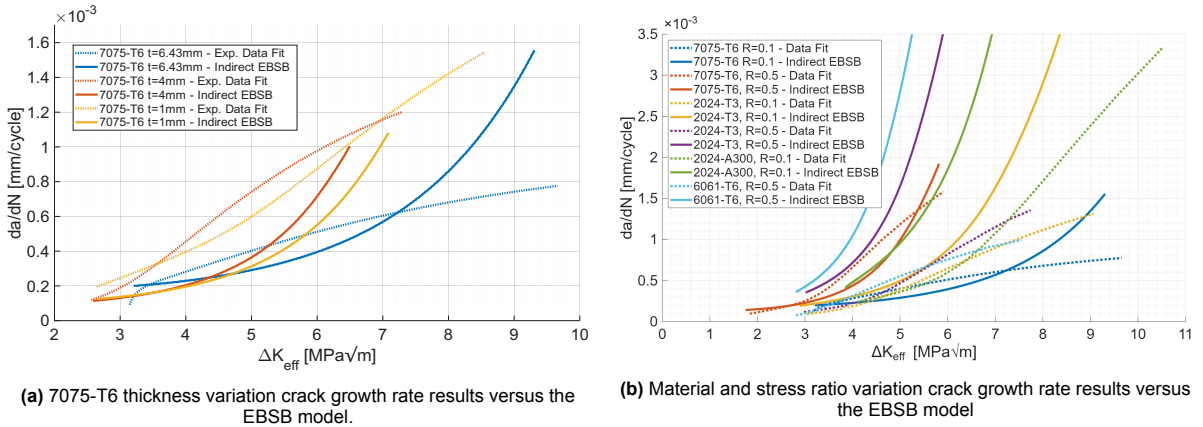 ×10⁻³
1.6
1.4
1.2
1
0.8
0.6
0.4
0.2
0
7075-T6 t=6.43mm - Exp. Data Fit
7075-T6 t=6.43mm - Indirect EBSB
7075-T6 t=4mm - Exp. Data Fit
7075-T6 t=4mm - Indirect EBSB
7075-T6 t=1mm - Exp. Data Fit
7075-T6 t=1mm - Indirect EBSB
da/dN [mm/cycle]
2 3 4 5 6 7 8 9 10
ΔK_eff [MPa√m]
(a) 7075-T6 thickness variation crack growth rate results versus the
EBSB model.
×10⁻³
3.5
3
2.5
2
1.5
1
0.5
0
7075-T6 R=0.1 - Data Fit
7075-T6 R=0.1 - Indirect EBSB
7075-T6, R=0.5 - Data Fit
7075-T6, R=0.5 - Indirect EBSB
2024-T3, R=0.1 - Data Fit
2024-T3, R=0.1 - Indirect EBSB
2024-T3, R=0.5 - Data Fit
2024-T3, R=0.5 - Indirect EBSB
2024-A300, R=0.1 - Data Fit
2024-A300, R=0.1 - Indirect EBSB
6061-T6, R=0.5 - Data Fit
6061-T6, R=0.5 - Indirect EBSB
da/dN [mm/cycle]
0 1 2 3 4 5 6 7 8 9 10 11
ΔK_eff [MPa√m]
(b) Material and stress ratio variation crack growth rate results versus
the EBSB model